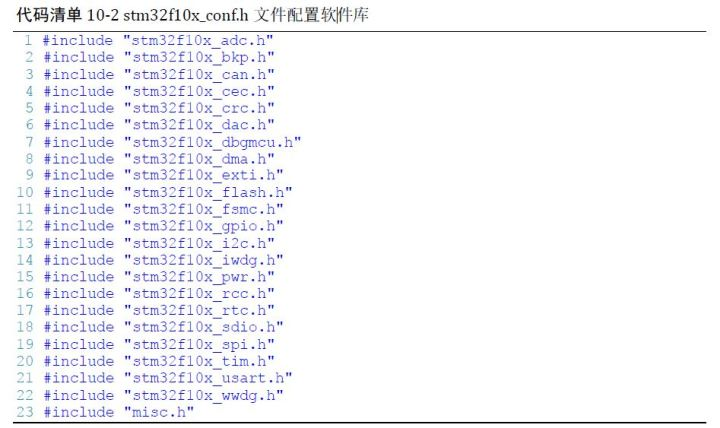 代码清单 10-2 stm32f10x_conf.h 文件配置软件库
1 #include "stm32f10x_adc.h"
2 #include "stm32f10x_bkp.h"
3 #include "stm32f10x_can.h"
4 #include "stm32f10x_cec.h"
5 #include "stm32f10x_crc.h"
6 #include "stm32f10x_dac.h"
7 #include "stm32f10x_dbgmcu.h"
8 #include "stm32f10x_dma.h"
9 #include "stm32f10x_exti.h"
10 #include "stm32f10x_flash.h"
11 #include "stm32f10x_fsmc.h"
12 #include "stm32f10x_gpio.h"
13 #include "stm32f10x_i2c.h"
14 #include "stm32f10x_iwdg.h"
15 #include "stm32f10x_pwr.h"
16 #include "stm32f10x_rcc.h"
17 #include "stm32f10x_rtc.h"
18 #include "stm32f10x_sdio.h"
19 #include "stm32f10x_spi.h"
20 #include "stm32f10x_tim.h"
21 #include "stm32f10x_usart.h"
22 #include "stm32f10x_wwdg.h"
23 #include "misc.h"